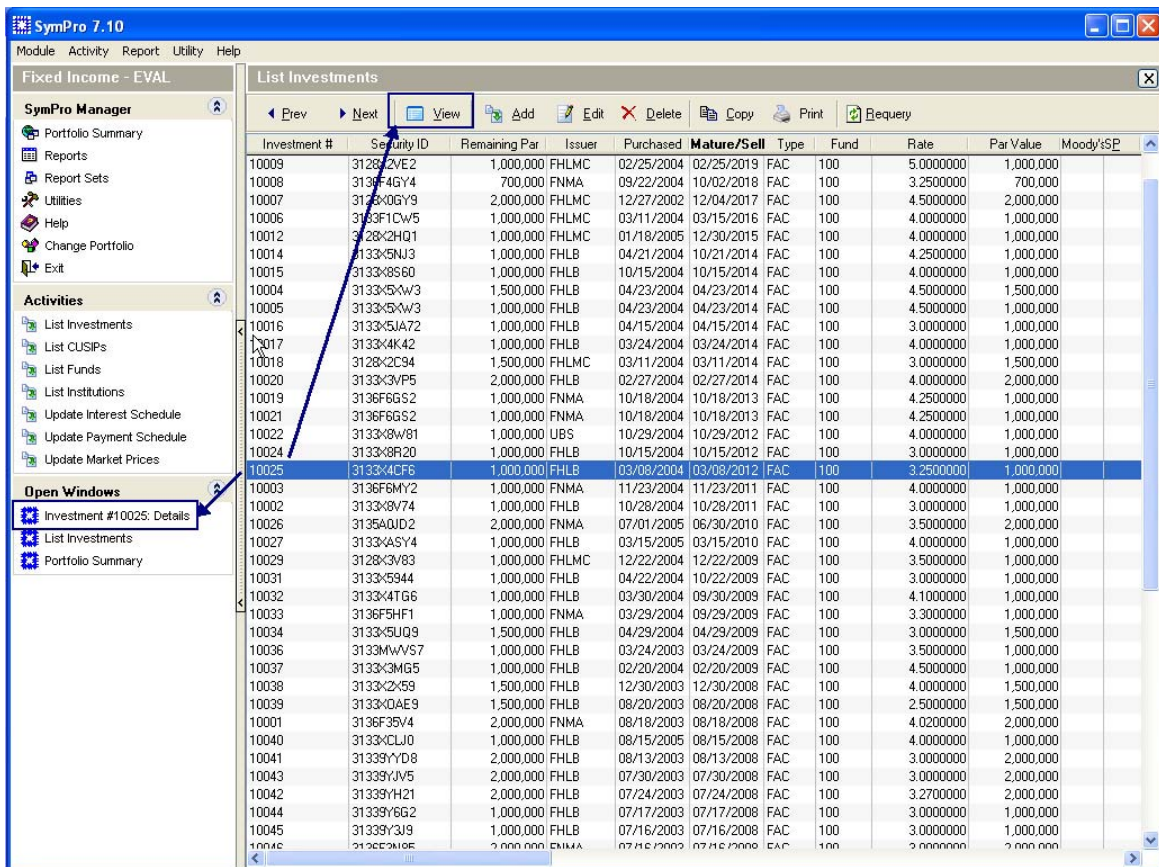 SymPro 7.10
Module Activity Report Utility Help
Fixed Income - EVAL
SymPro Manager
Portfolio Summary
Reports
Report Sets
Utilities
Help
Change Portfolio
Exit
Activities
List Investments
List CUSIPs
List Funds
List Institutions
Update Interest Schedule
Update Payment Schedule
Update Market Prices
Open Windows
Investment #10025: Details
List Investments
Portfolio Summary
List Investments
Prev Next View Add Edit Delete Copy Print Requery
Investment # Security ID Remaining Par Issuer Purchased Mature/Sell Type Fund Rate Par Value Moody's SP
10009 3128X2VE2 1,000,000 FHLMC 02/25/2004 02/25/2019 FAC 100 5.0000000 1,000,000
10008 3136F4GY4 700,000 FNMA 09/22/2004 10/02/2018 FAC 100 3.2500000 700,000
10007 3128X0GY9 2,000,000 FHLMC 12/27/2002 12/04/2017 FAC 100 4.5000000 2,000,000
10006 3133F1CW5 1,000,000 FHLMC 03/11/2004 03/15/2016 FAC 100 4.0000000 1,000,000
10012 3128X2HQ1 1,000,000 FHLMC 01/18/2005 12/30/2015 FAC 100 4.0000000 1,000,000
10014 3133X5NJ3 1,000,000 FHLB 04/21/2004 10/21/2014 FAC 100 4.2500000 1,000,000
10015 3133X8S60 1,000,000 FHLB 10/15/2004 10/15/2014 FAC 100 4.0000000 1,000,000
10004 3133X5XW3 1,500,000 FHLB 04/23/2004 04/23/2014 FAC 100 4.5000000 1,500,000
10005 3133X5XW3 1,000,000 FHLB 04/23/2004 04/23/2014 FAC 100 4.5000000 1,000,000
10016 3133X5JA72 1,000,000 FHLB 04/15/2004 04/15/2014 FAC 100 3.0000000 1,000,000
10017 3133X4K42 1,000,000 FHLB 03/24/2004 03/24/2014 FAC 100 4.0000000 1,000,000
10018 3128X2C94 1,500,000 FHLMC 03/11/2004 03/11/2014 FAC 100 3.0000000 1,500,000
10020 3133X3VP5 2,000,000 FHLB 02/27/2004 02/27/2014 FAC 100 4.0000000 2,000,000
10019 3136F6GS2 1,000,000 FNMA 10/18/2004 10/18/2013 FAC 100 4.2500000 1,000,000
10021 3136F6GS2 1,000,000 FNMA 10/18/2004 10/18/2013 FAC 100 4.2500000 1,000,000
10022 3133X8W81 1,000,000 UBS 10/29/2004 10/29/2012 FAC 100 4.0000000 1,000,000
10024 3133X8R20 1,000,000 FHLB 10/15/2004 10/15/2012 FAC 100 3.0000000 1,000,000
10025 3133X4CF6 1,000,000 FHLB 03/08/2004 03/08/2012 FAC 100 3.2500000 1,000,000
10003 3136F6MY2 1,000,000 FNMA 11/23/2004 11/23/2011 FAC 100 4.0000000 1,000,000
10002 3133X8V74 1,000,000 FHLB 10/28/2004 10/28/2011 FAC 100 3.0000000 1,000,000
10026 3135A0JD2 2,000,000 FNMA 07/01/2005 06/30/2010 FAC 100 3.5000000 2,000,000
10027 3133XASY4 1,000,000 FHLB 03/15/2005 03/15/2010 FAC 100 4.0000000 1,000,000
10029 3128X3V83 1,000,000 FHLMC 12/22/2004 12/22/2009 FAC 100 3.5000000 1,000,000
10031 3133X5944 1,000,000 FHLB 04/22/2004 10/22/2009 FAC 100 3.0000000 1,000,000
10032 3133X4TG6 1,000,000 FHLB 03/30/2004 09/30/2009 FAC 100 4.1000000 1,000,000
10033 3136F5HF1 1,000,000 FNMA 03/29/2004 09/29/2009 FAC 100 3.3000000 1,000,000
10034 3133X5UQ9 1,500,000 FHLB 04/29/2004 04/29/2009 FAC 100 3.0000000 1,500,000
10036 3133MWVS7 1,000,000 FHLB 03/24/2003 03/24/2009 FAC 100 3.5000000 1,000,000
10037 3133X3MG5 1,000,000 FHLB 02/20/2004 02/20/2009 FAC 100 4.5000000 1,000,000
10038 3133X2X59 1,500,000 FHLB 12/30/2003 12/30/2008 FAC 100 4.0000000 1,500,000
10039 3133X0AE9 1,500,000 FHLB 08/20/2003 08/20/2008 FAC 100 2.5000000 1,500,000
10001 3136F35V4 2,000,000 FNMA 08/18/2003 08/18/2008 FAC 100 4.0200000 2,000,000
10040 3133XCLJ0 1,000,000 FHLB 08/15/2005 08/15/2008 FAC 100 4.0000000 1,000,000
10041 31339YYD8 2,000,000 FHLB 08/13/2003 08/13/2008 FAC 100 3.0000000 2,000,000
10043 31339YJV5 2,000,000 FHLB 07/30/2003 07/30/2008 FAC 100 3.0000000 2,000,000
10042 31339YH21 2,000,000 FHLB 07/24/2003 07/24/2008 FAC 100 3.2700000 2,000,000
10044 31339Y6G2 1,000,000 FHLB 07/17/2003 07/17/2008 FAC 100 3.0000000 1,000,000
10045 31339Y3J9 1,000,000 FHLB 07/16/2003 07/16/2008 FAC 100 3.0000000 1,000,000